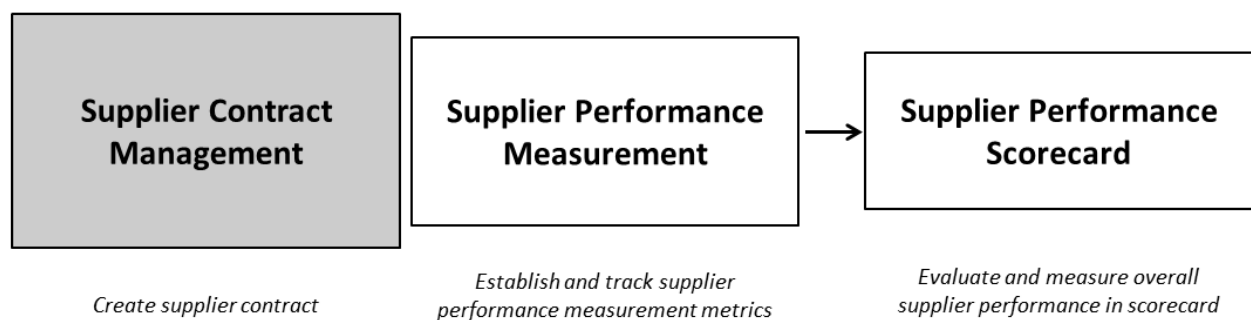 Supplier Contract
Management
Supplier Performance
Measurement
Supplier Performance
Scorecard
Create supplier contract
Establish and track supplier
performance measurement metrics
Evaluate and measure overall
supplier performance in scorecard